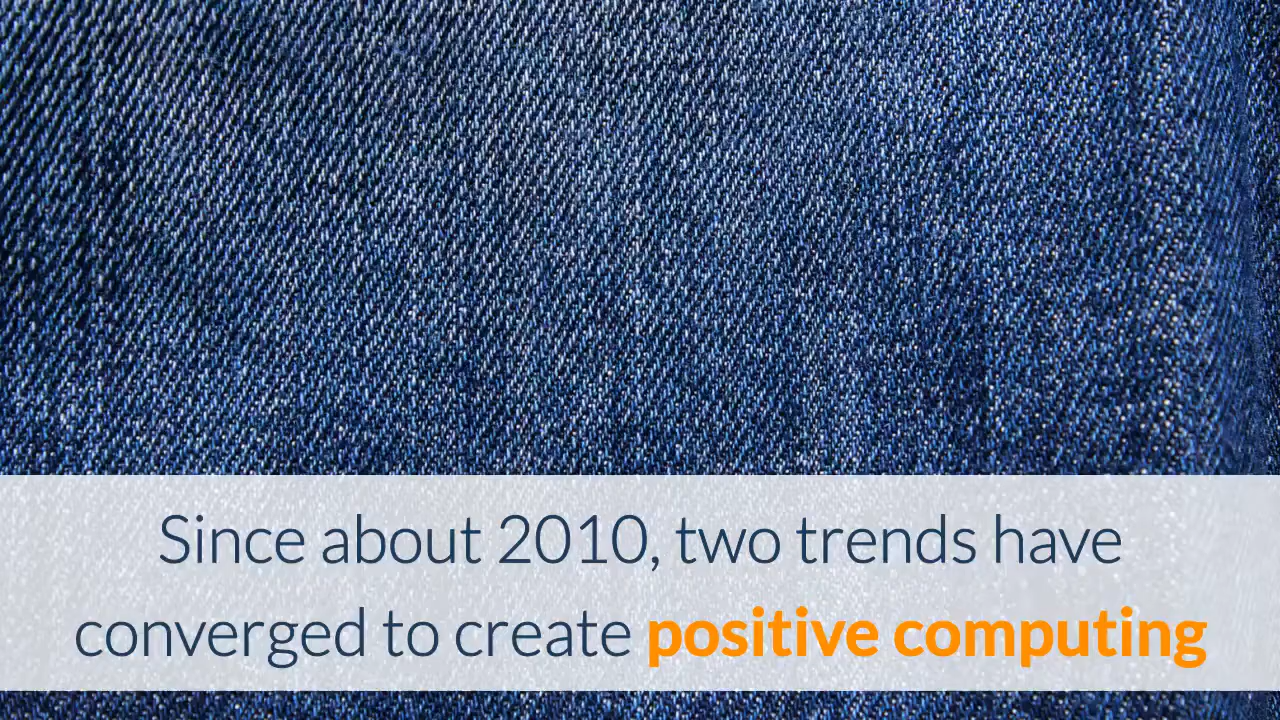 Since about 2010, two trends have
converged to create positive computing